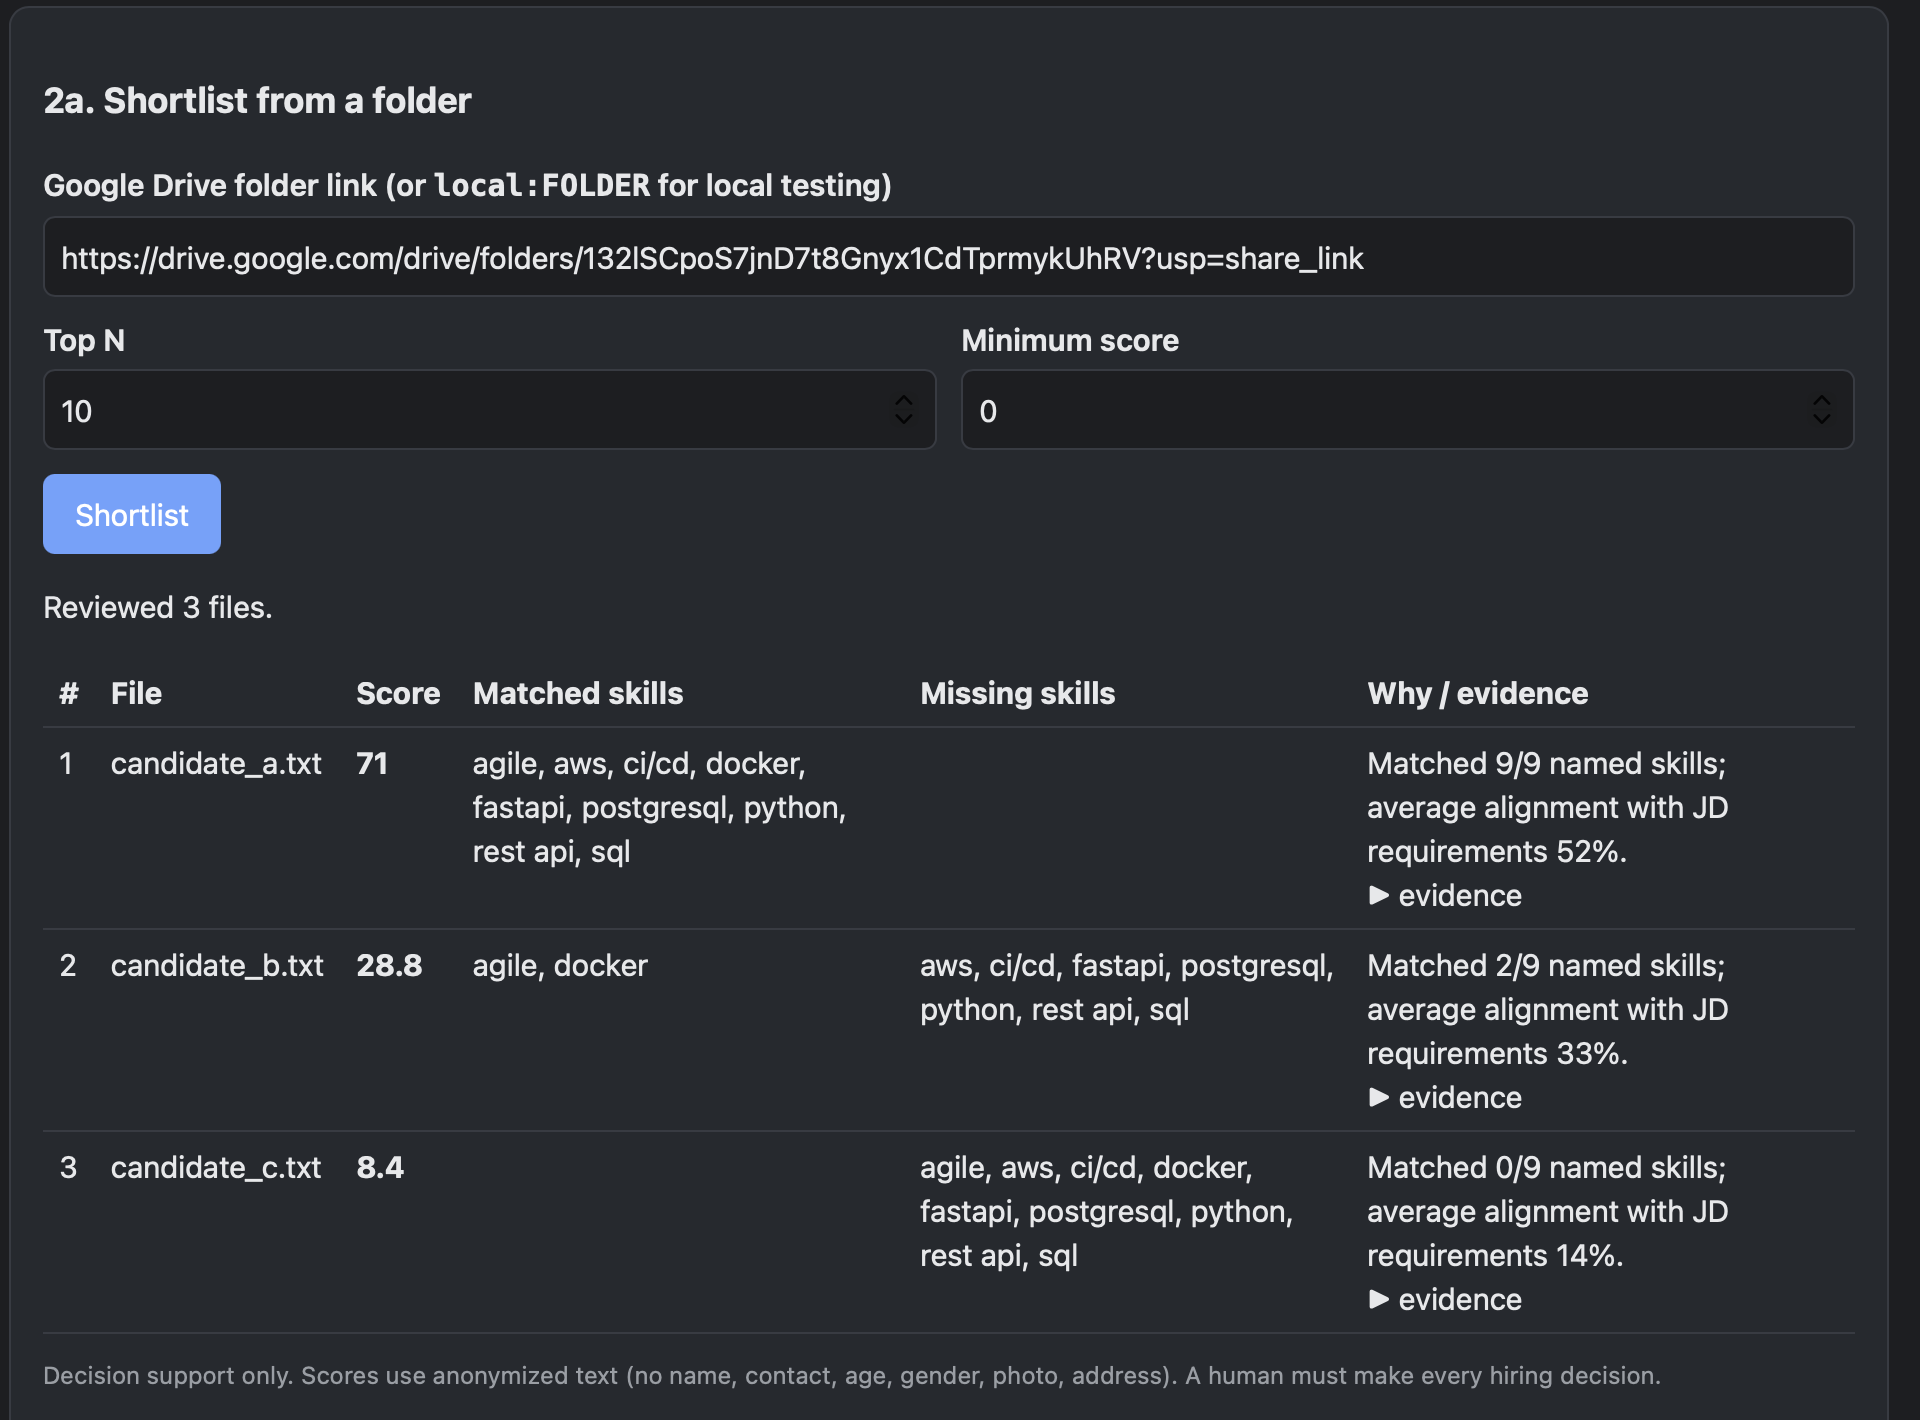 2a. Shortlist from a folder
Google Drive folder link (or local:FOLDER for local testing)
https://drive.google.com/drive/folders/132lSCpoS7jnD7t8Gnyx1CdTprmykUhRV?usp=share_link
Top N
Minimum score
10
0
Shortlist
Reviewed 3 files.
# File Score Matched skills Missing skills Why / evidence
1 candidate_a.txt 71 agile, aws, ci/cd, docker, Matched 9/9 named skills;
fastapi, postgresql, python, average alignment with JD
rest api, sql requirements 52%.
▶ evidence
2 candidate_b.txt 28.8 agile, docker aws, ci/cd, fastapi, postgresql, Matched 2/9 named skills;
python, rest api, sql average alignment with JD
requirements 33%.
▶ evidence
3 candidate_c.txt 8.4 agile, aws, ci/cd, docker, Matched 0/9 named skills;
fastapi, postgresql, python, average alignment with JD
rest api, sql requirements 14%.
▶ evidence
Decision support only. Scores use anonymized text (no name, contact, age, gender, photo, address). A human must make every hiring decision.